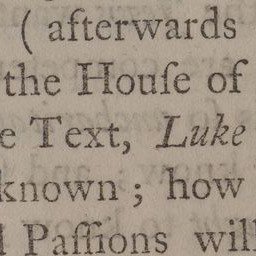 ( afterwards
the Houſe of
e Text, Luke
known ; how
l Paſſions will